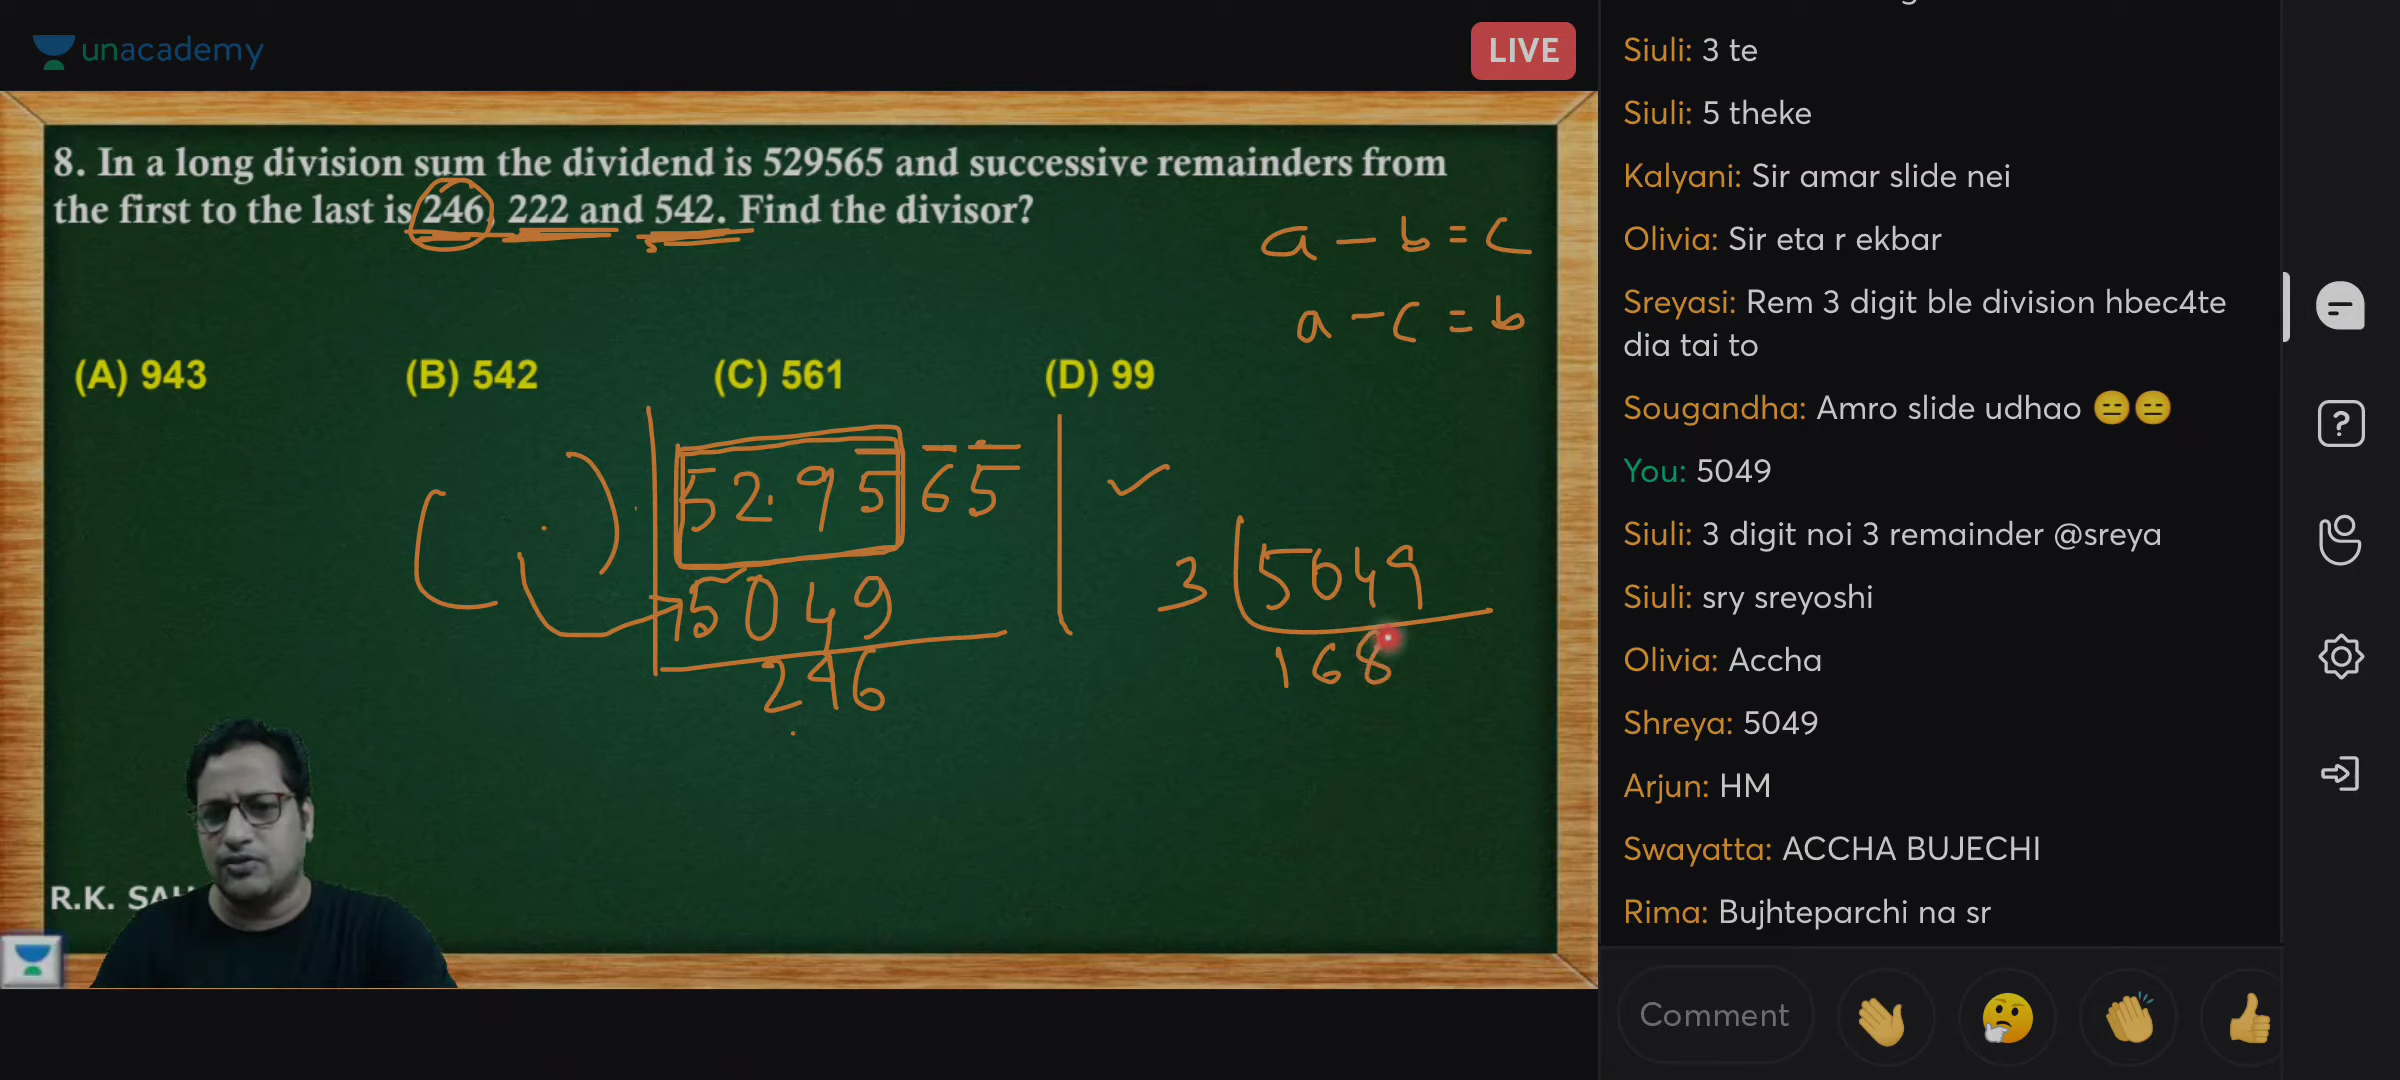 unacademy
LIVE
8. In a long division sum the dividend is 529565 and successive remainders from
the first to the last is 246, 222 and 542. Find the divisor?
a - b = c
a - c = b
(A) 943 (B) 542 (C) 561 (D) 99
529565
5049
246
3 5049
168
R.K. SAH
Siuli: 3 te
Siuli: 5 theke
Kalyani: Sir amar slide nei
Olivia: Sir eta r ekbar
Sreyasi: Rem 3 digit ble division hbec4te
dia tai to
Sougandha: Amro slide udhao 😑😑
You: 5049
Siuli: 3 digit noi 3 remainder @sreya
Siuli: sry sreyoshi
Olivia: Accha
Shreya: 5049
Arjun: HM
Swayatta: ACCHA BUJECHI
Rima: Bujhteparchi na sr
Comment